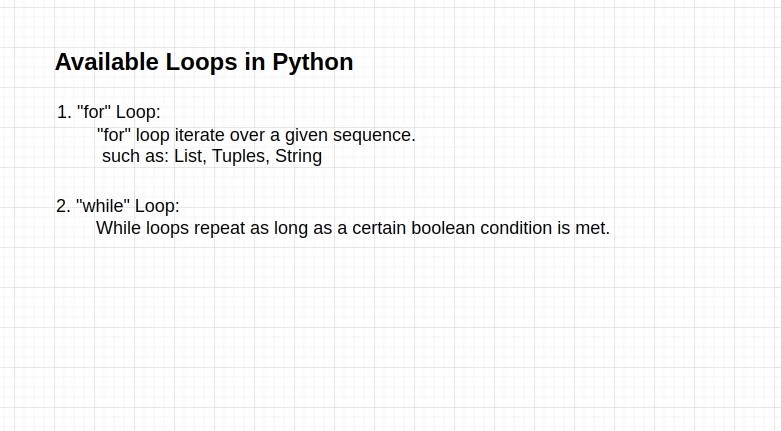 Available Loops in Python
1. "for" Loop:
"for" loop iterate over a given sequence.
such as: List, Tuples, String
2. "while" Loop:
While loops repeat as long as a certain boolean condition is met.